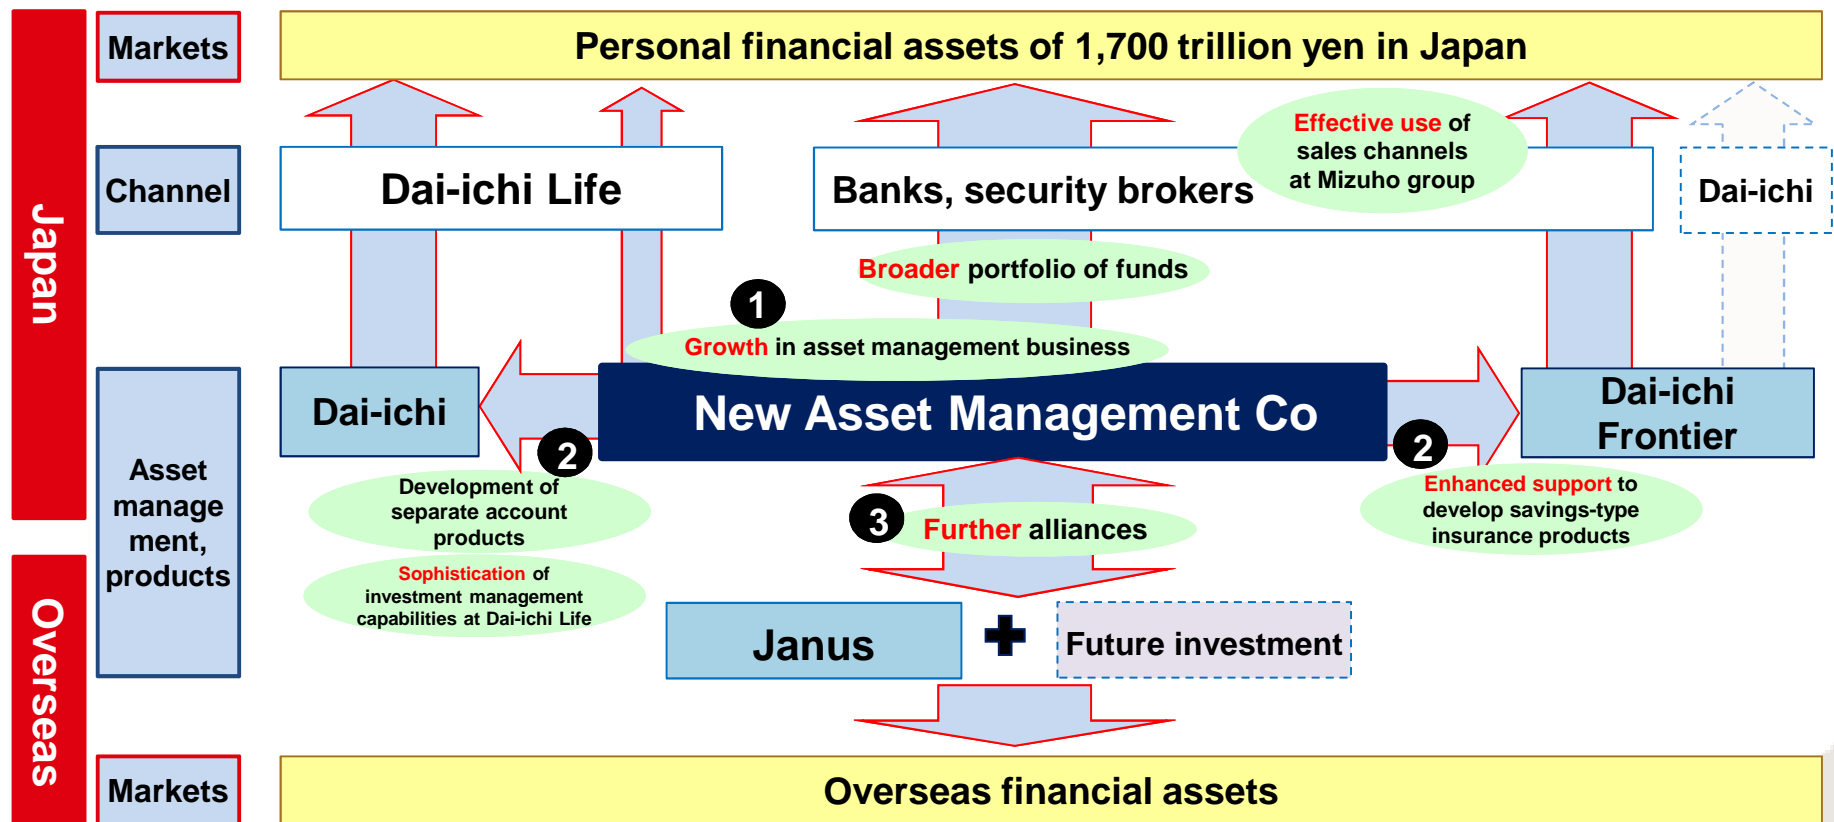 Japan
Markets
Personal financial assets of 1,700 trillion yen in Japan
Channel
Dai-ichi Life
Banks, security brokers
Effective use of
sales channels
at Mizuho group
Dai-ichi
Broader portfolio of funds
1
Growth in asset management business
Asset
manage
ment,
products
Dai-ichi
New Asset Management Co
Dai-ichi
Frontier
2
Development of
separate account
products
Sophistication of
investment management
capabilities at Dai-ichi Life
3
Further alliances
2
Enhanced support to
develop savings-type
insurance products
Overseas
Janus
Future investment
Markets
Overseas financial assets